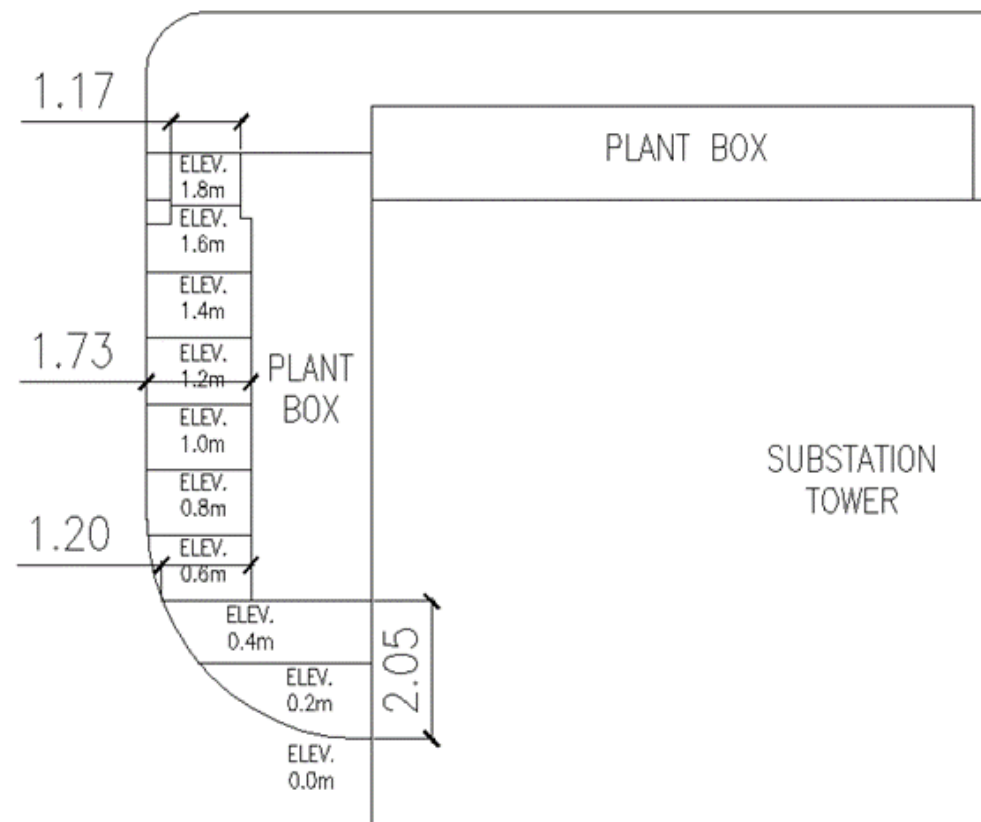 1.17
ELEV.
1.8m
PLANT BOX
ELEV.
1.6m
ELEV.
1.4m
1.73
ELEV.
1.2m
PLANT
BOX
ELEV.
1.0m
SUBSTATION
TOWER
ELEV.
0.8m
1.20
ELEV.
0.6m
ELEV.
0.4m
2.05
ELEV.
0.2m
ELEV.
0.0m